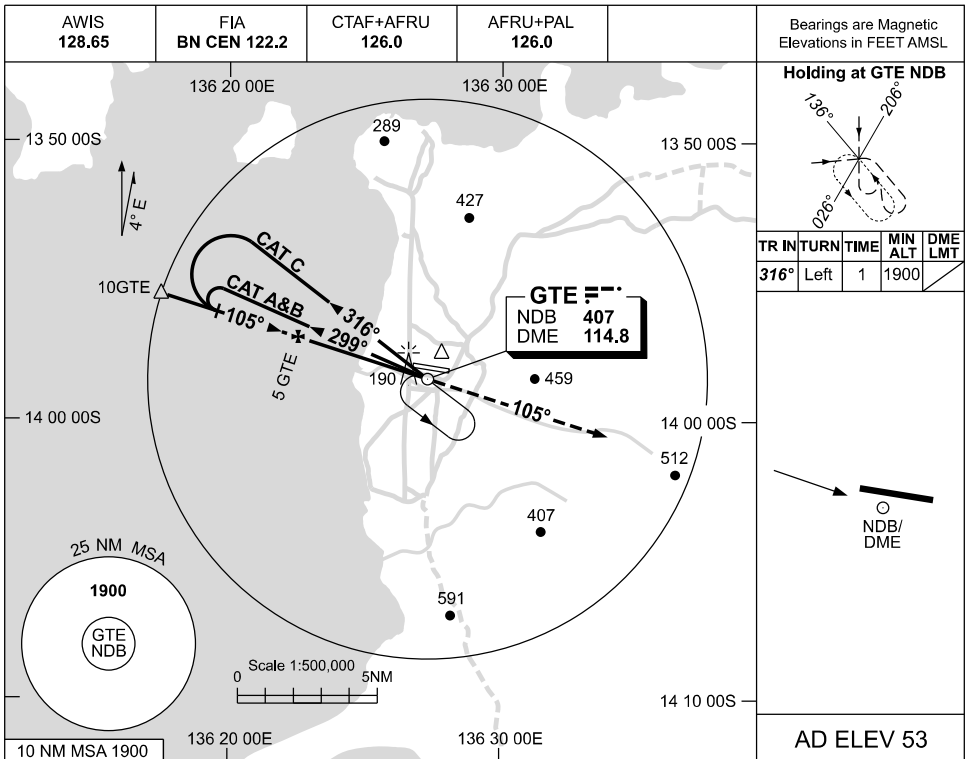 AWIS
128.65
FIA
BN CEN 122.2
CTAF+AFRU
126.0
AFRU+PAL
126.0
Bearings are Magnetic
Elevations in FEET AMSL
136 20 00E
136 30 00E
13 50 00S
13 50 00S
4° E
289
427
CAT C
CAT A&B
10GTE
105°
316°
299°
5 GTE
190
GTE
NDB 407
DME 114.8
459
105°
14 00 00S
14 00 00S
512
407
591
25 NM MSA
1900
GTE
NDB
Scale 1:500,000
0 5NM
14 10 00S
136 20 00E
136 30 00E
10 NM MSA 1900
Holding at GTE NDB
136°
206°
026°
TR IN TURN TIME MIN ALT DME LMT
316° Left 1 1900
NDB/
DME
AD ELEV 53